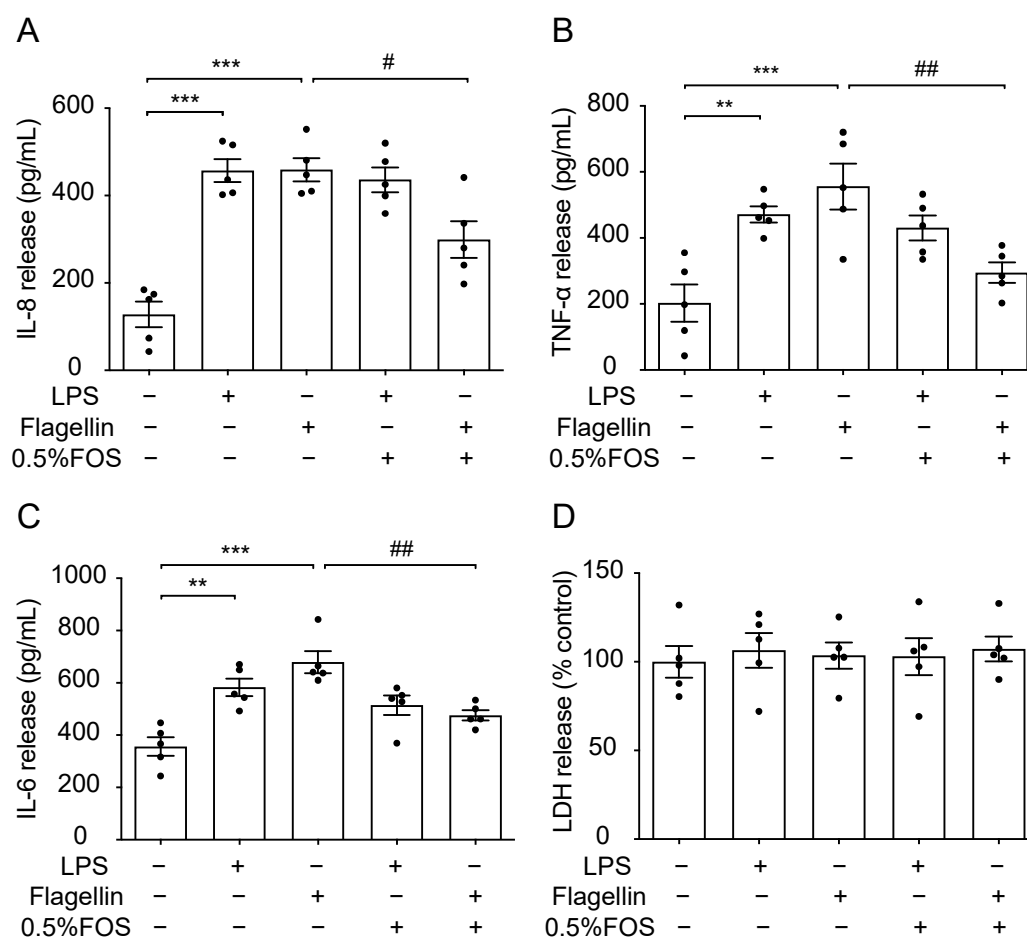 A
*** #
***
IL-8 release (pg/mL)
600
400
200
0
LPS – + – + –
Flagellin – – + – +
0.5%FOS – – – + +
B
*** ##
**
TNF-α release (pg/mL)
800
600
400
200
0
LPS – + – + –
Flagellin – – + – +
0.5%FOS – – – + +
C
*** ##
**
IL-6 release (pg/mL)
1000
800
600
400
200
0
LPS – + – + –
Flagellin – – + – +
0.5%FOS – – – + +
D
LDH release (% control)
150
100
50
0
LPS – + – + –
Flagellin – – + – +
0.5%FOS – – – + +